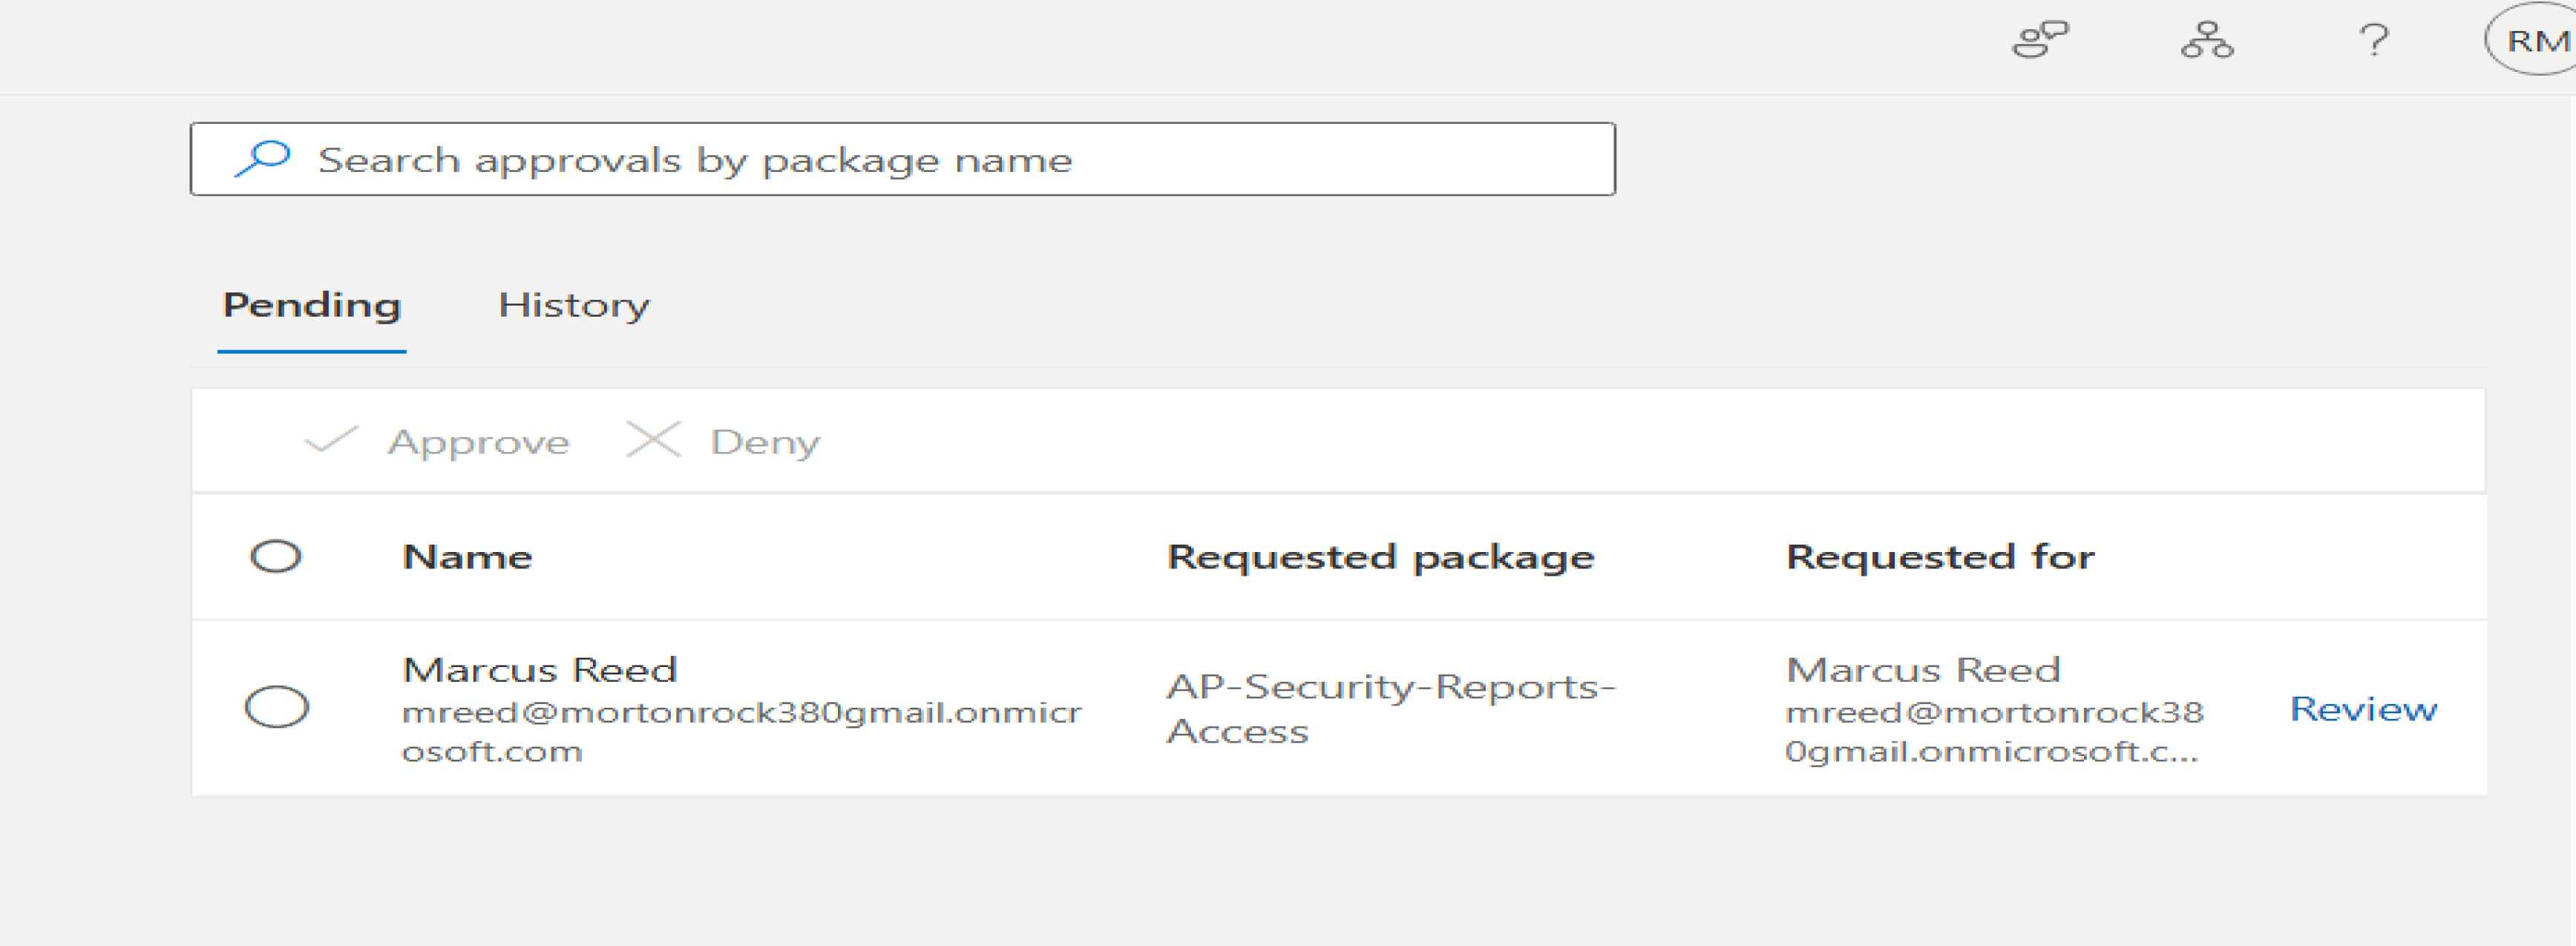 ? RM
Search approvals by package name
Pending History
Approve Deny
Name Requested package Requested for
Marcus Reed
mreed@mortonrock380gmail.onmicr
osoft.com
AP-Security-Reports-
Access
Marcus Reed
mreed@mortonrock38
0gmail.onmicrosoft.c...
Review